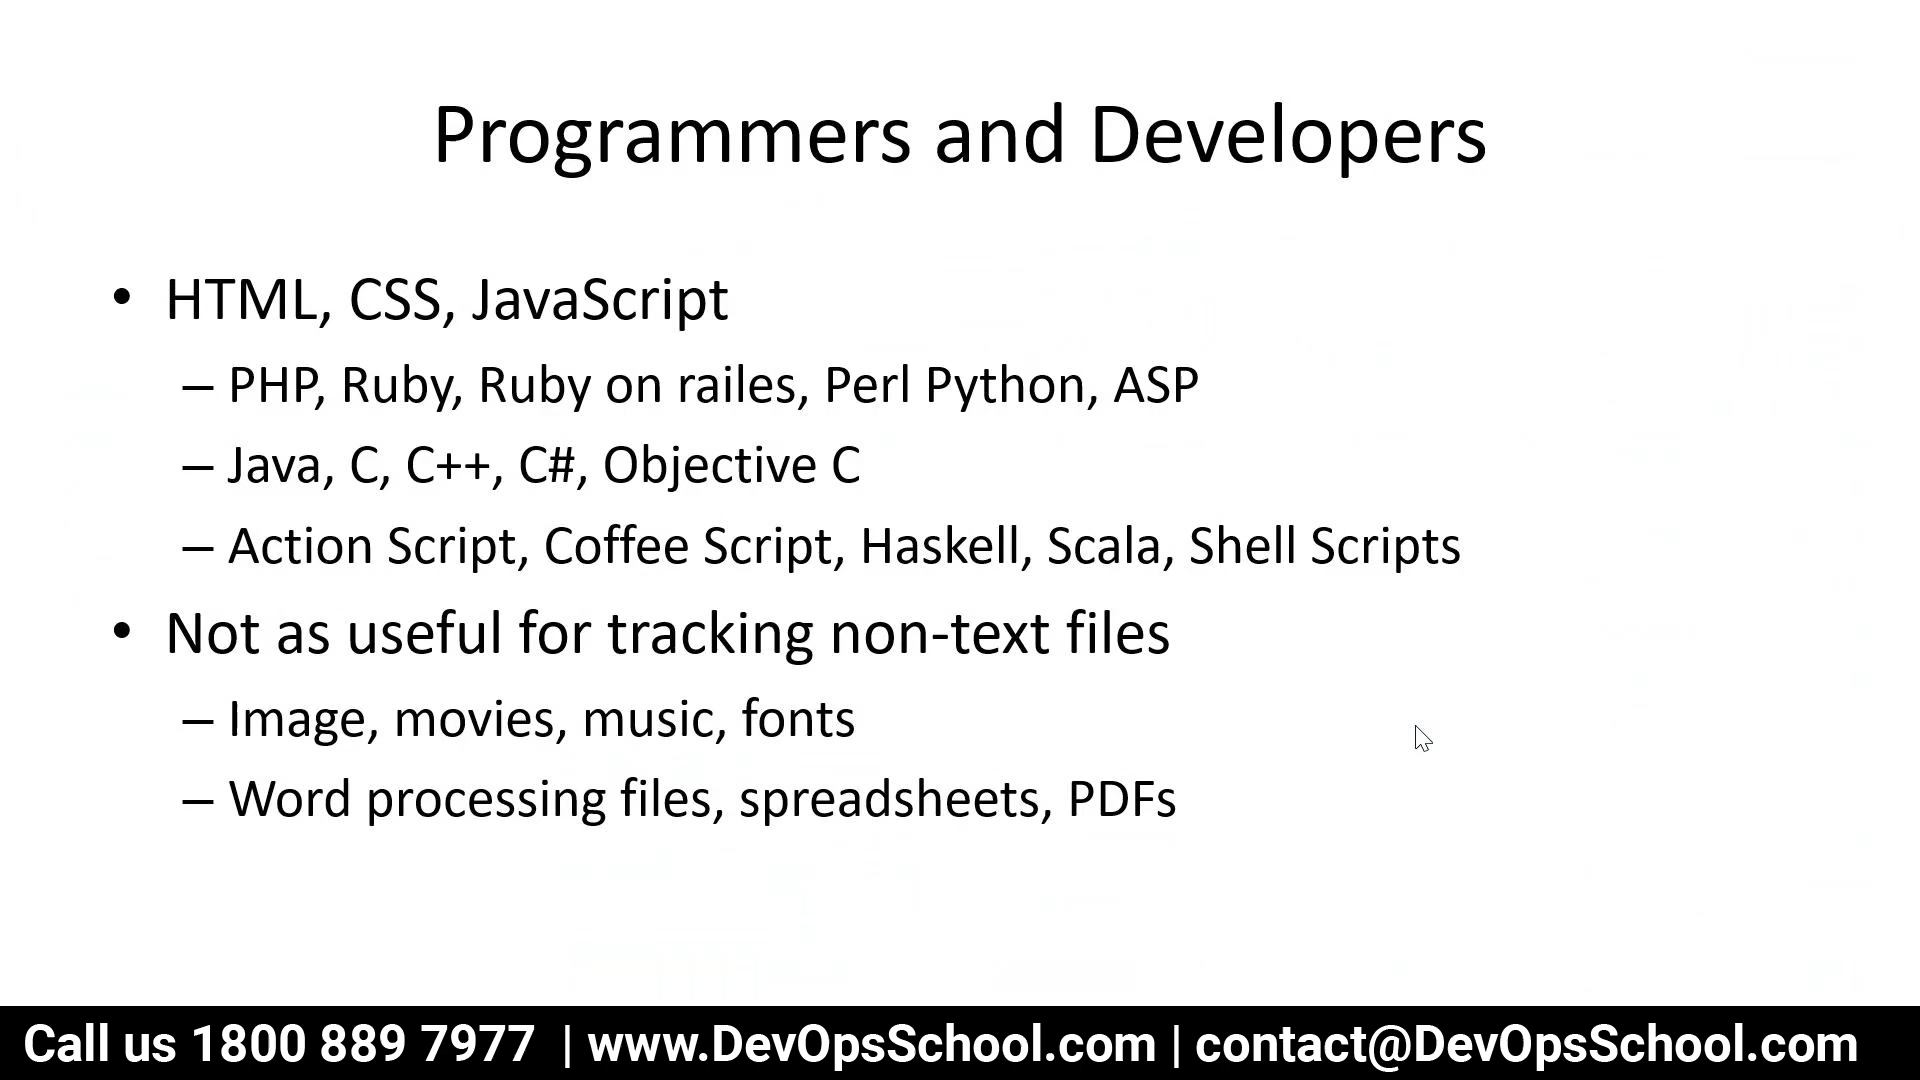 Programmers and Developers
• HTML, CSS, JavaScript
– PHP, Ruby, Ruby on railes, Perl Python, ASP
– Java, C, C++, C#, Objective C
– Action Script, Coffee Script, Haskell, Scala, Shell Scripts
• Not as useful for tracking non-text files
– Image, movies, music, fonts
– Word processing files, spreadsheets, PDFs
Call us 1800 889 7977 | www.DevOpsSchool.com | contact@DevOpsSchool.com